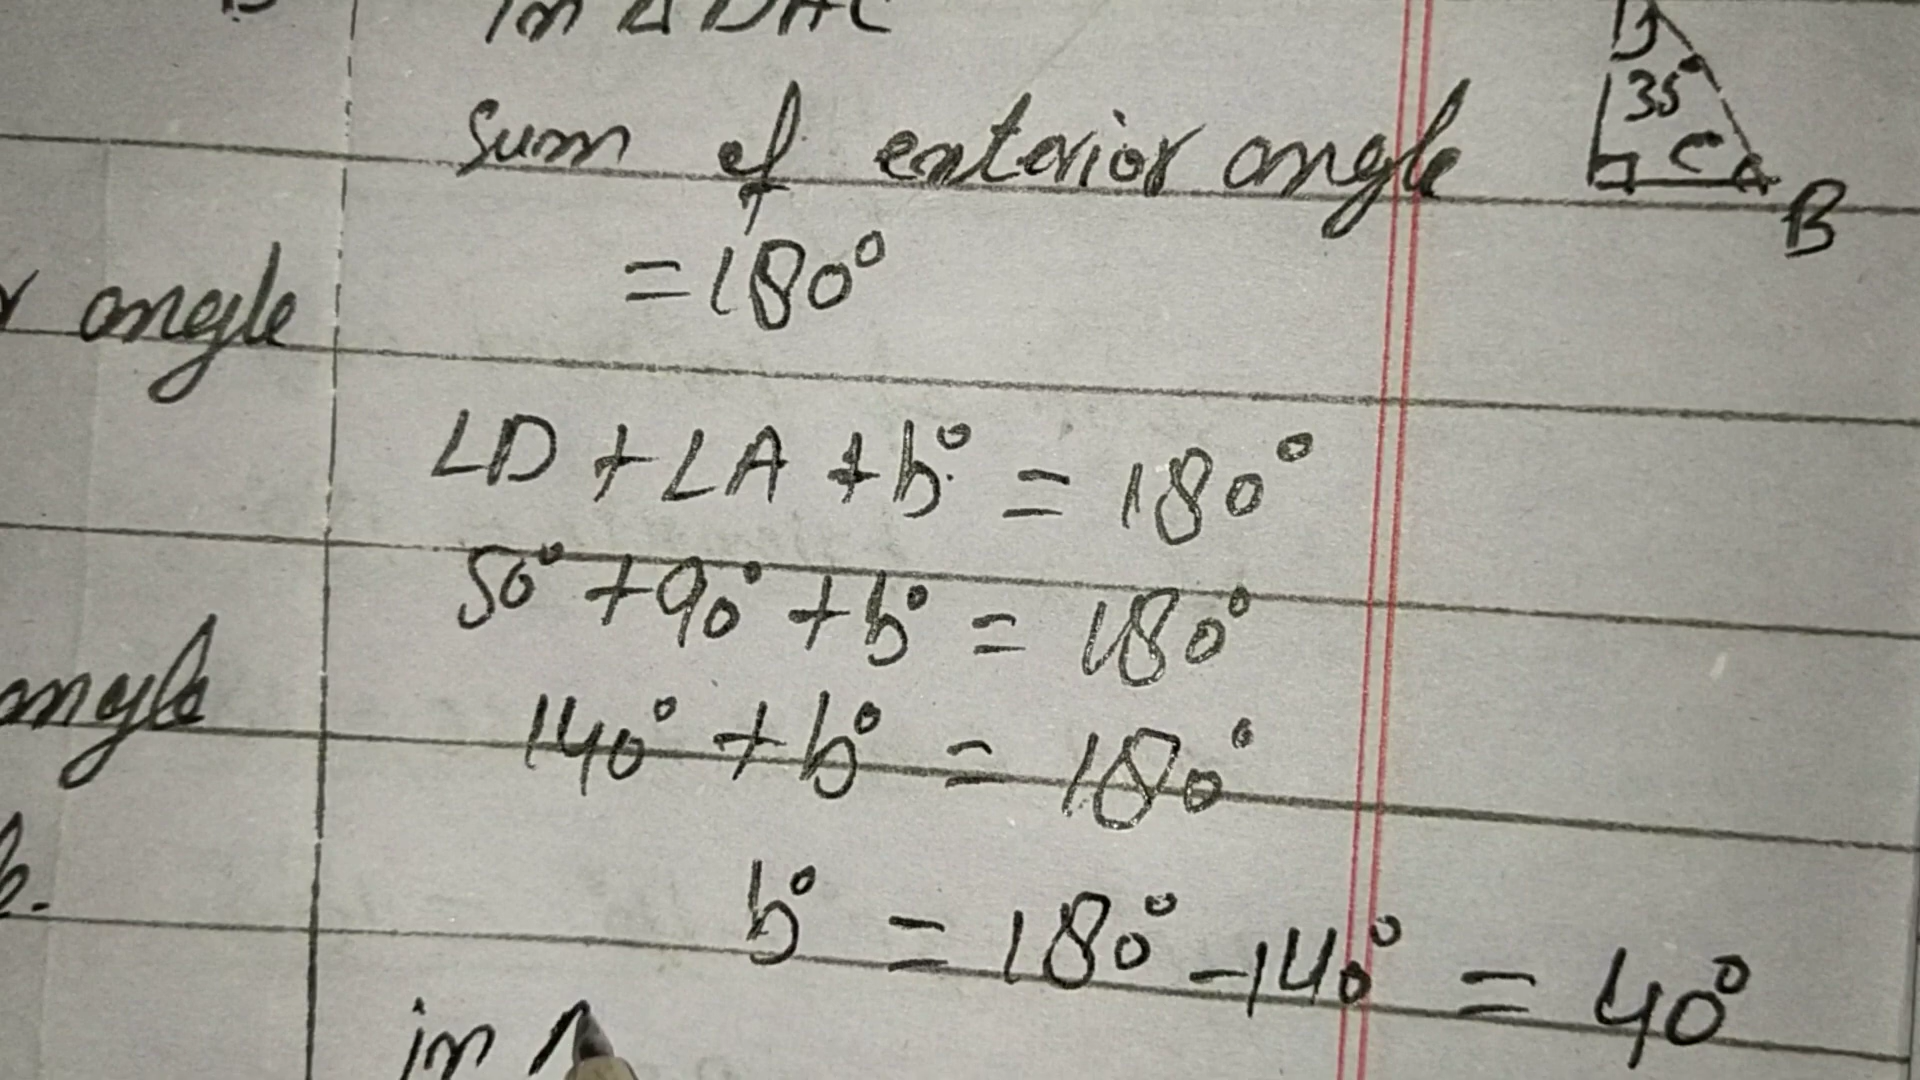 in △ DAC
Sum of exterior angle
= 180°
angle
∠D + ∠A + b° = 180°
50° + 90° + b° = 180°
140° + b° = 180°
angle
b° = 180° - 140° = 40°
in
D
35°
C
B